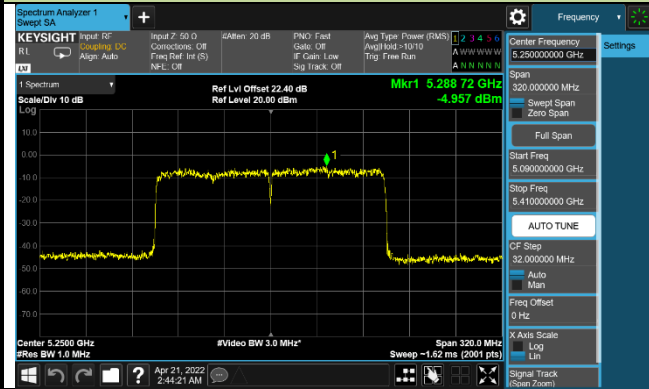 Spectrum Analyzer 1
Swept SA
Frequency
KEYSIGHT
RL
LXI
Input: RF
Coupling: DC
Align: Auto
Input Z: 50 Ω
Corrections: Off
Freq Ref: Int (S)
NFE: Off
#Atten: 20 dB
PNO: Fast
Gate: Off
IF Gain: Low
Sig Track: Off
Avg Type: Power (RMS)
Avg|Hold:>10/10
Trig: Free Run
1 2 3 4 5 6
A W W W W W
A N N N N N
1 Spectrum
Scale/Div 10 dB
Log
Ref Lvl Offset 22.40 dB
Ref Level 20.00 dBm
Mkr1 5.288 72 GHz
-4.957 dBm
10.0
0.00
-10.0
-20.0
-30.0
-40.0
-50.0
-60.0
-70.0
1
Center 5.2500 GHz
#Res BW 1.0 MHz
#Video BW 3.0 MHz*
Span 320.0 MHz
Sweep ~1.62 ms (2001 pts)
Apr 21, 2022
2:44:21 AM
Center Frequency
5.250000000 GHz
Span
320.000000 MHz
Swept Span
Zero Span
Full Span
Start Freq
5.090000000 GHz
Stop Freq
5.410000000 GHz
AUTO TUNE
CF Step
32.000000 MHz
Auto
Man
Freq Offset
0 Hz
X Axis Scale
Log
Lin
Signal Track
(Span Zoom)
Settings